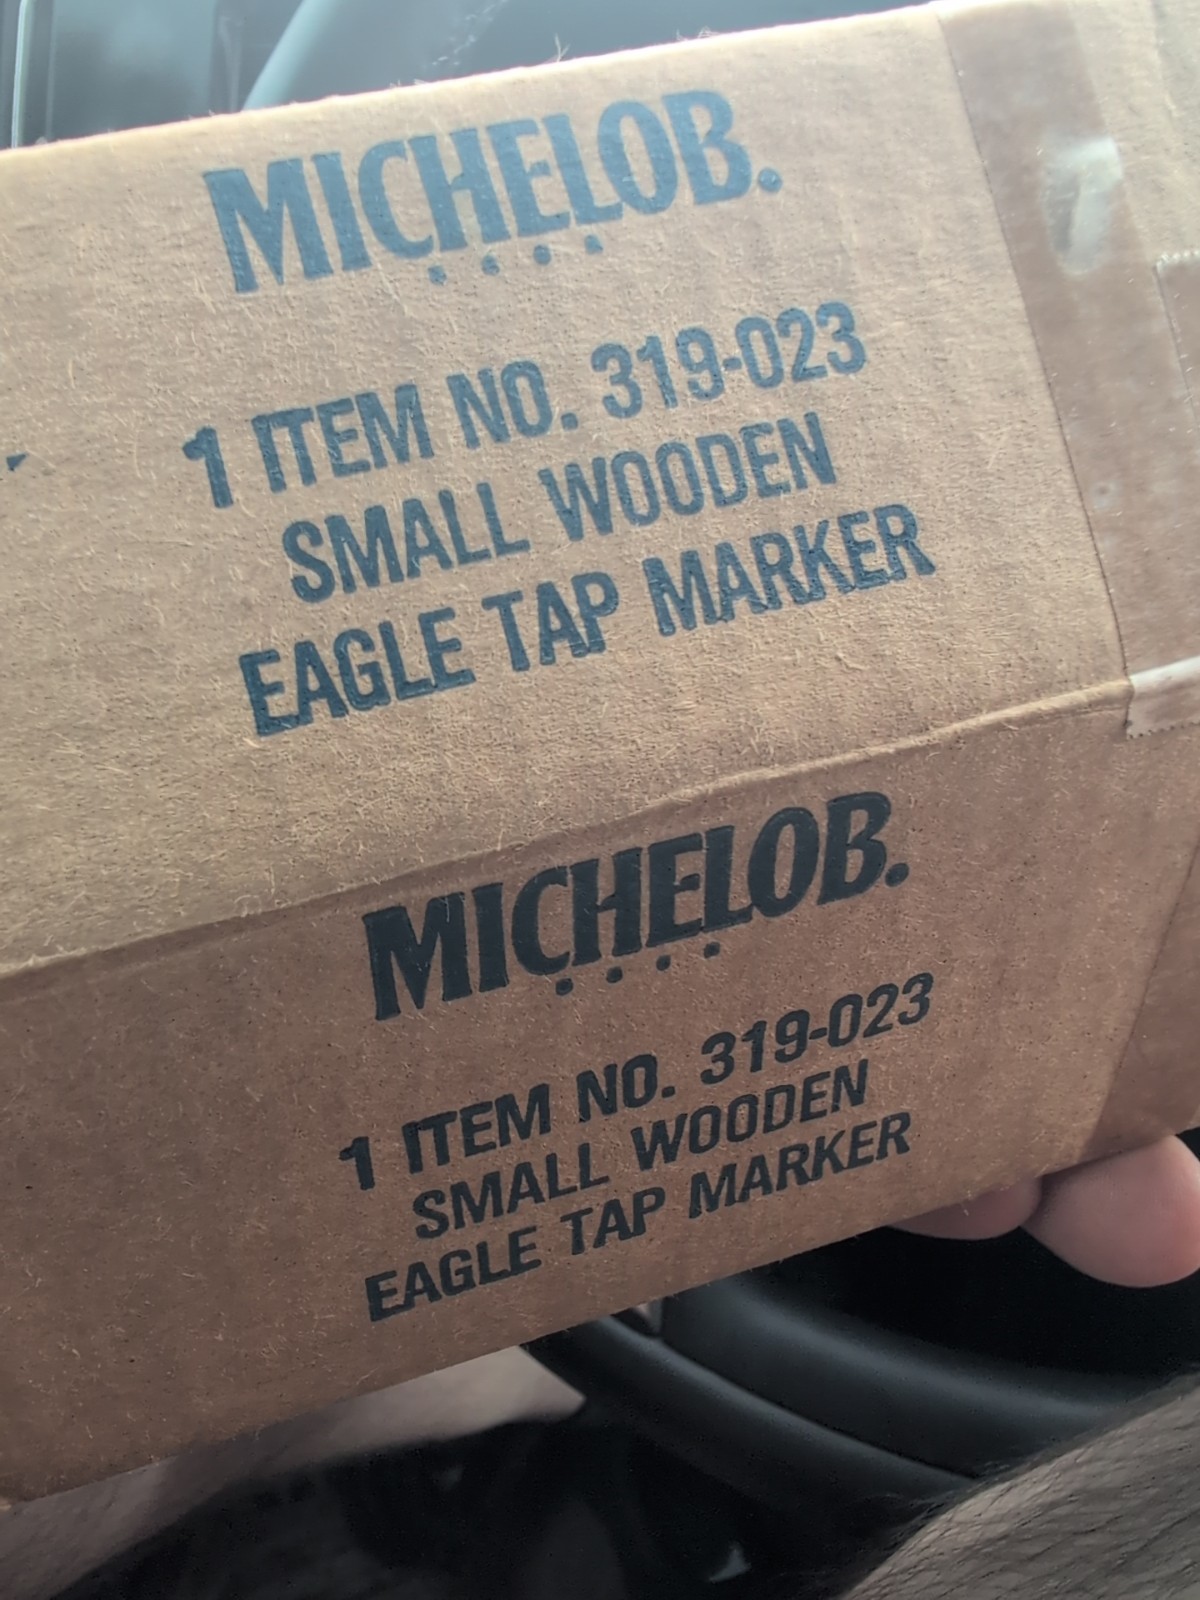 MICHELOB.
1 ITEM NO. 319-023
SMALL WOODEN
EAGLE TAP MARKER
MICHELOB.
1 ITEM NO. 319-023
SMALL WOODEN
EAGLE TAP MARKER